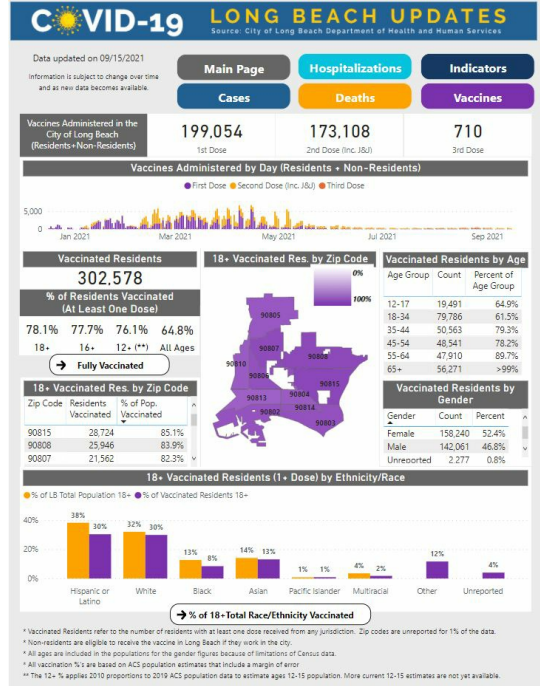 COVID-19 LONG BEACH UPDATES
Source: City of Long Beach Department of Health and Human Services
Data updated on 09/15/2021
Information is subject to change over time
and as new data becomes available.
Main Page Hospitalizations Indicators
Cases Deaths Vaccines
Vaccines Administered in the
City of Long Beach
(Residents+Non-Residents)
199,054 173,108 710
1st Dose 2nd Dose (Inc. J&J) 3rd Dose
Vaccines Administered by Day (Residents + Non-Residents)
First Dose Second Dose (Inc. J&J) Third Dose
5,000
0
Jan 2021 Mar 2021 May 2021 Jul 2021 Sep 2021
Vaccinated Residents
302,578
% of Residents Vaccinated
(At Least One Dose)
78.1% 77.7% 76.1% 64.8%
18+ 16+ 12+ (**) All Ages
→ Fully Vaccinated
18+ Vaccinated Res. by Zip Code
Zip Code Residents Vaccinated % of Pop. Vaccinated
90815 28,724 85.1%
90808 25,946 83.9%
90807 21,562 82.3%
18+ Vaccinated Res. by Zip Code
0%
100%
90805
90807
90808
90810
90806
90815
90813
90804
90802
90814
90803
Vaccinated Residents by Age
Age Group Count Percent of Age Group
12-17 19,491 64.9%
18-34 79,786 61.5%
35-44 50,563 79.3%
45-54 48,541 78.2%
55-64 47,910 89.7%
65+ 56,271 >99%
Vaccinated Residents by
Gender
Gender Count Percent
Female 158,240 52.4%
Male 142,061 46.8%
Unreported 2,277 0.8%
18+ Vaccinated Residents (1+ Dose) by Ethnicity/Race
% of LB Total Population 18+ % of Vaccinated Residents 18+
40%
20%
0%
38% 30% 32% 30% 13% 8% 14% 13% 1% 1% 4% 2% 12% 4%
Hispanic or Latino White Black Asian Pacific Islander Multiracial Other Unreported
→ % of 18+Total Race/Ethnicity Vaccinated
* Vaccinated Residents refer to the number of residents with at least one dose received from any jurisdiction. Zip codes are unreported for 1% of the data.
* Non-residents are eligible to receive the vaccine in Long Beach if they work in the city.
* All ages are included in the populations for the gender figures because of limitations of Census data.
* All vaccination %'s are based on ACS population estimates that include a margin of error
** The 12+ % applies 2010 proportions to 2019 ACS population data to estimate ages 12-15 population. More current 12-15 estimates are not yet available.